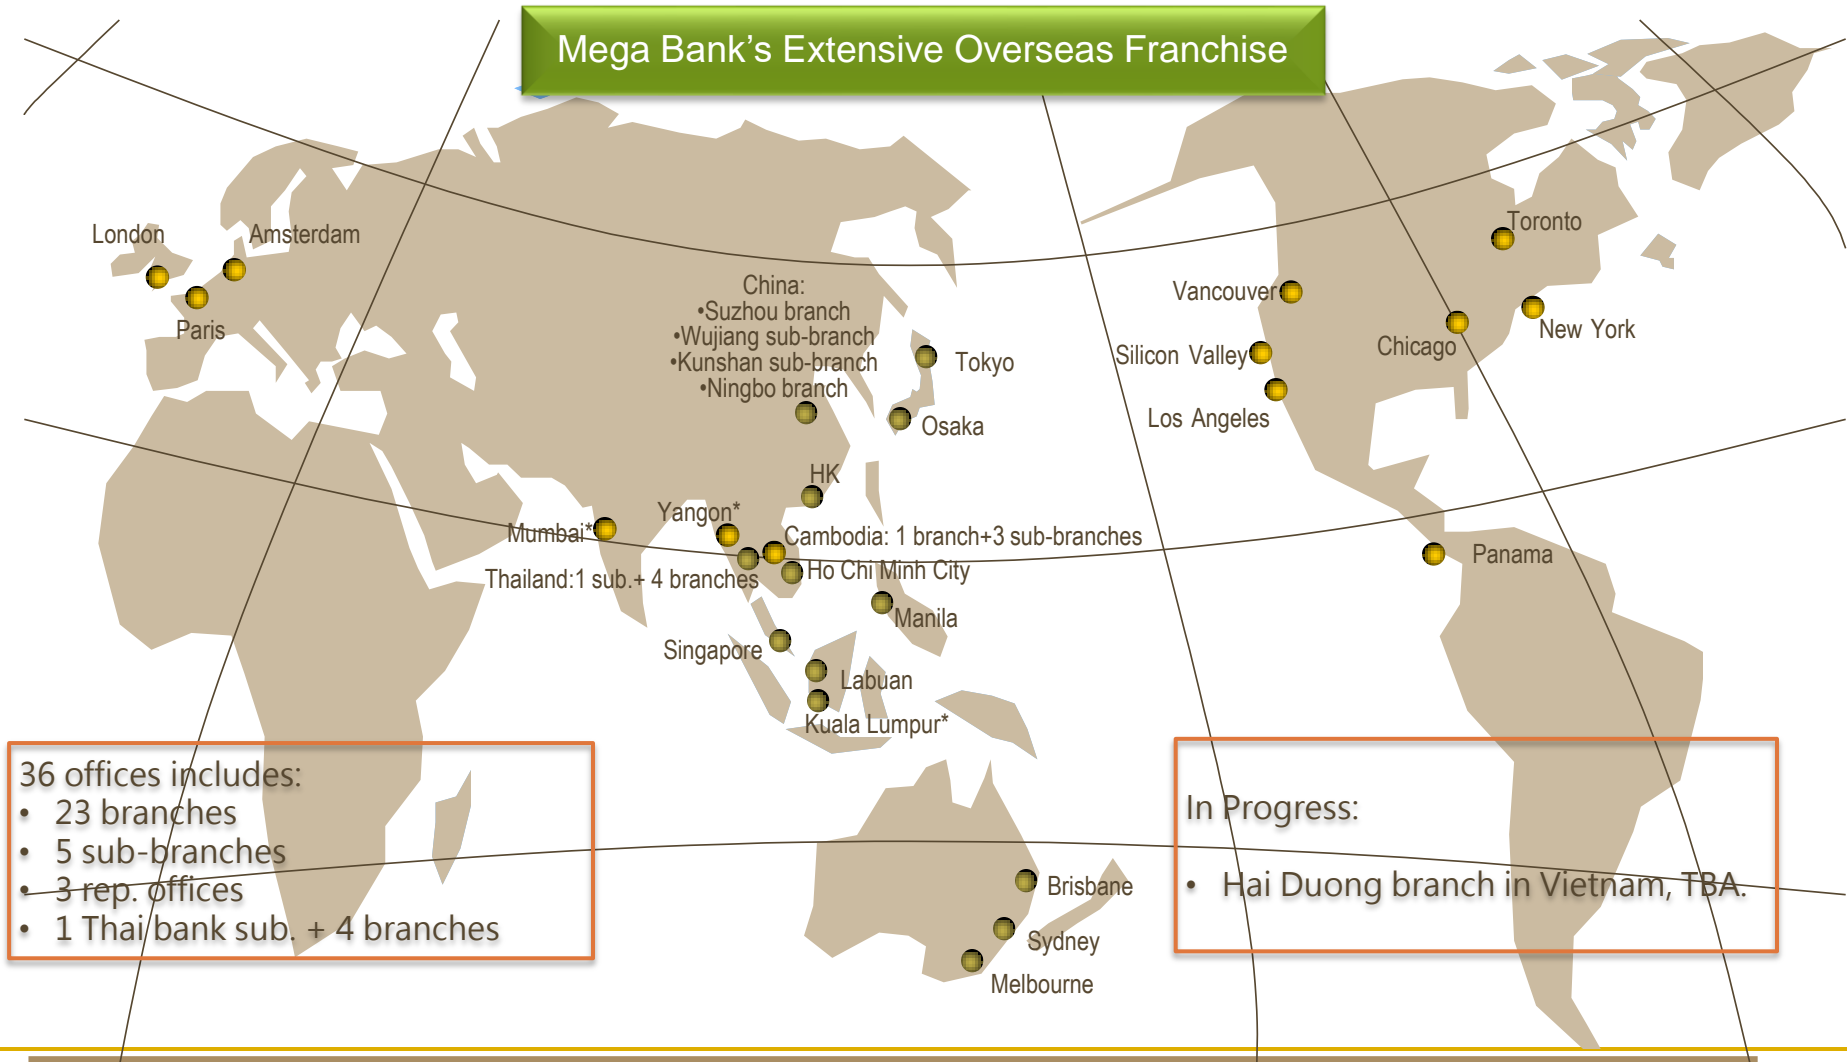 Mega Bank's Extensive Overseas Franchise
London
Amsterdam
Paris
China:
•Suzhou branch
•Wujiang sub-branch
•Kunshan sub-branch
•Ningbo branch
Tokyo
Osaka
HK
Yangon*
Mumbai*
Cambodia: 1 branch+3 sub-branches
Thailand:1 sub.+ 4 branches
Ho Chi Minh City
Manila
Singapore
Labuan
Kuala Lumpur*
Toronto
Vancouver
New York
Chicago
Silicon Valley
Los Angeles
Panama
Brisbane
Sydney
Melbourne
36 offices includes:
• 23 branches
• 5 sub-branches
• 3 rep. offices
• 1 Thai bank sub. + 4 branches
In Progress:
• Hai Duong branch in Vietnam, TBA.